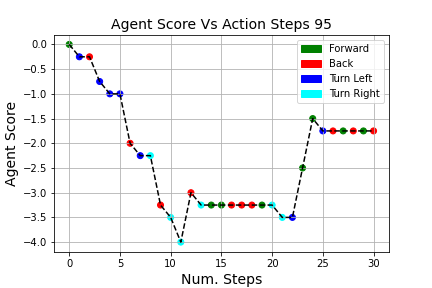 Agent Score Vs Action Steps 95
Agent Score
0.0
−0.5
−1.0
−1.5
−2.0
−2.5
−3.0
−3.5
−4.0
Forward
Back
Turn Left
Turn Right
0 5 10 15 20 25 30
Num. Steps